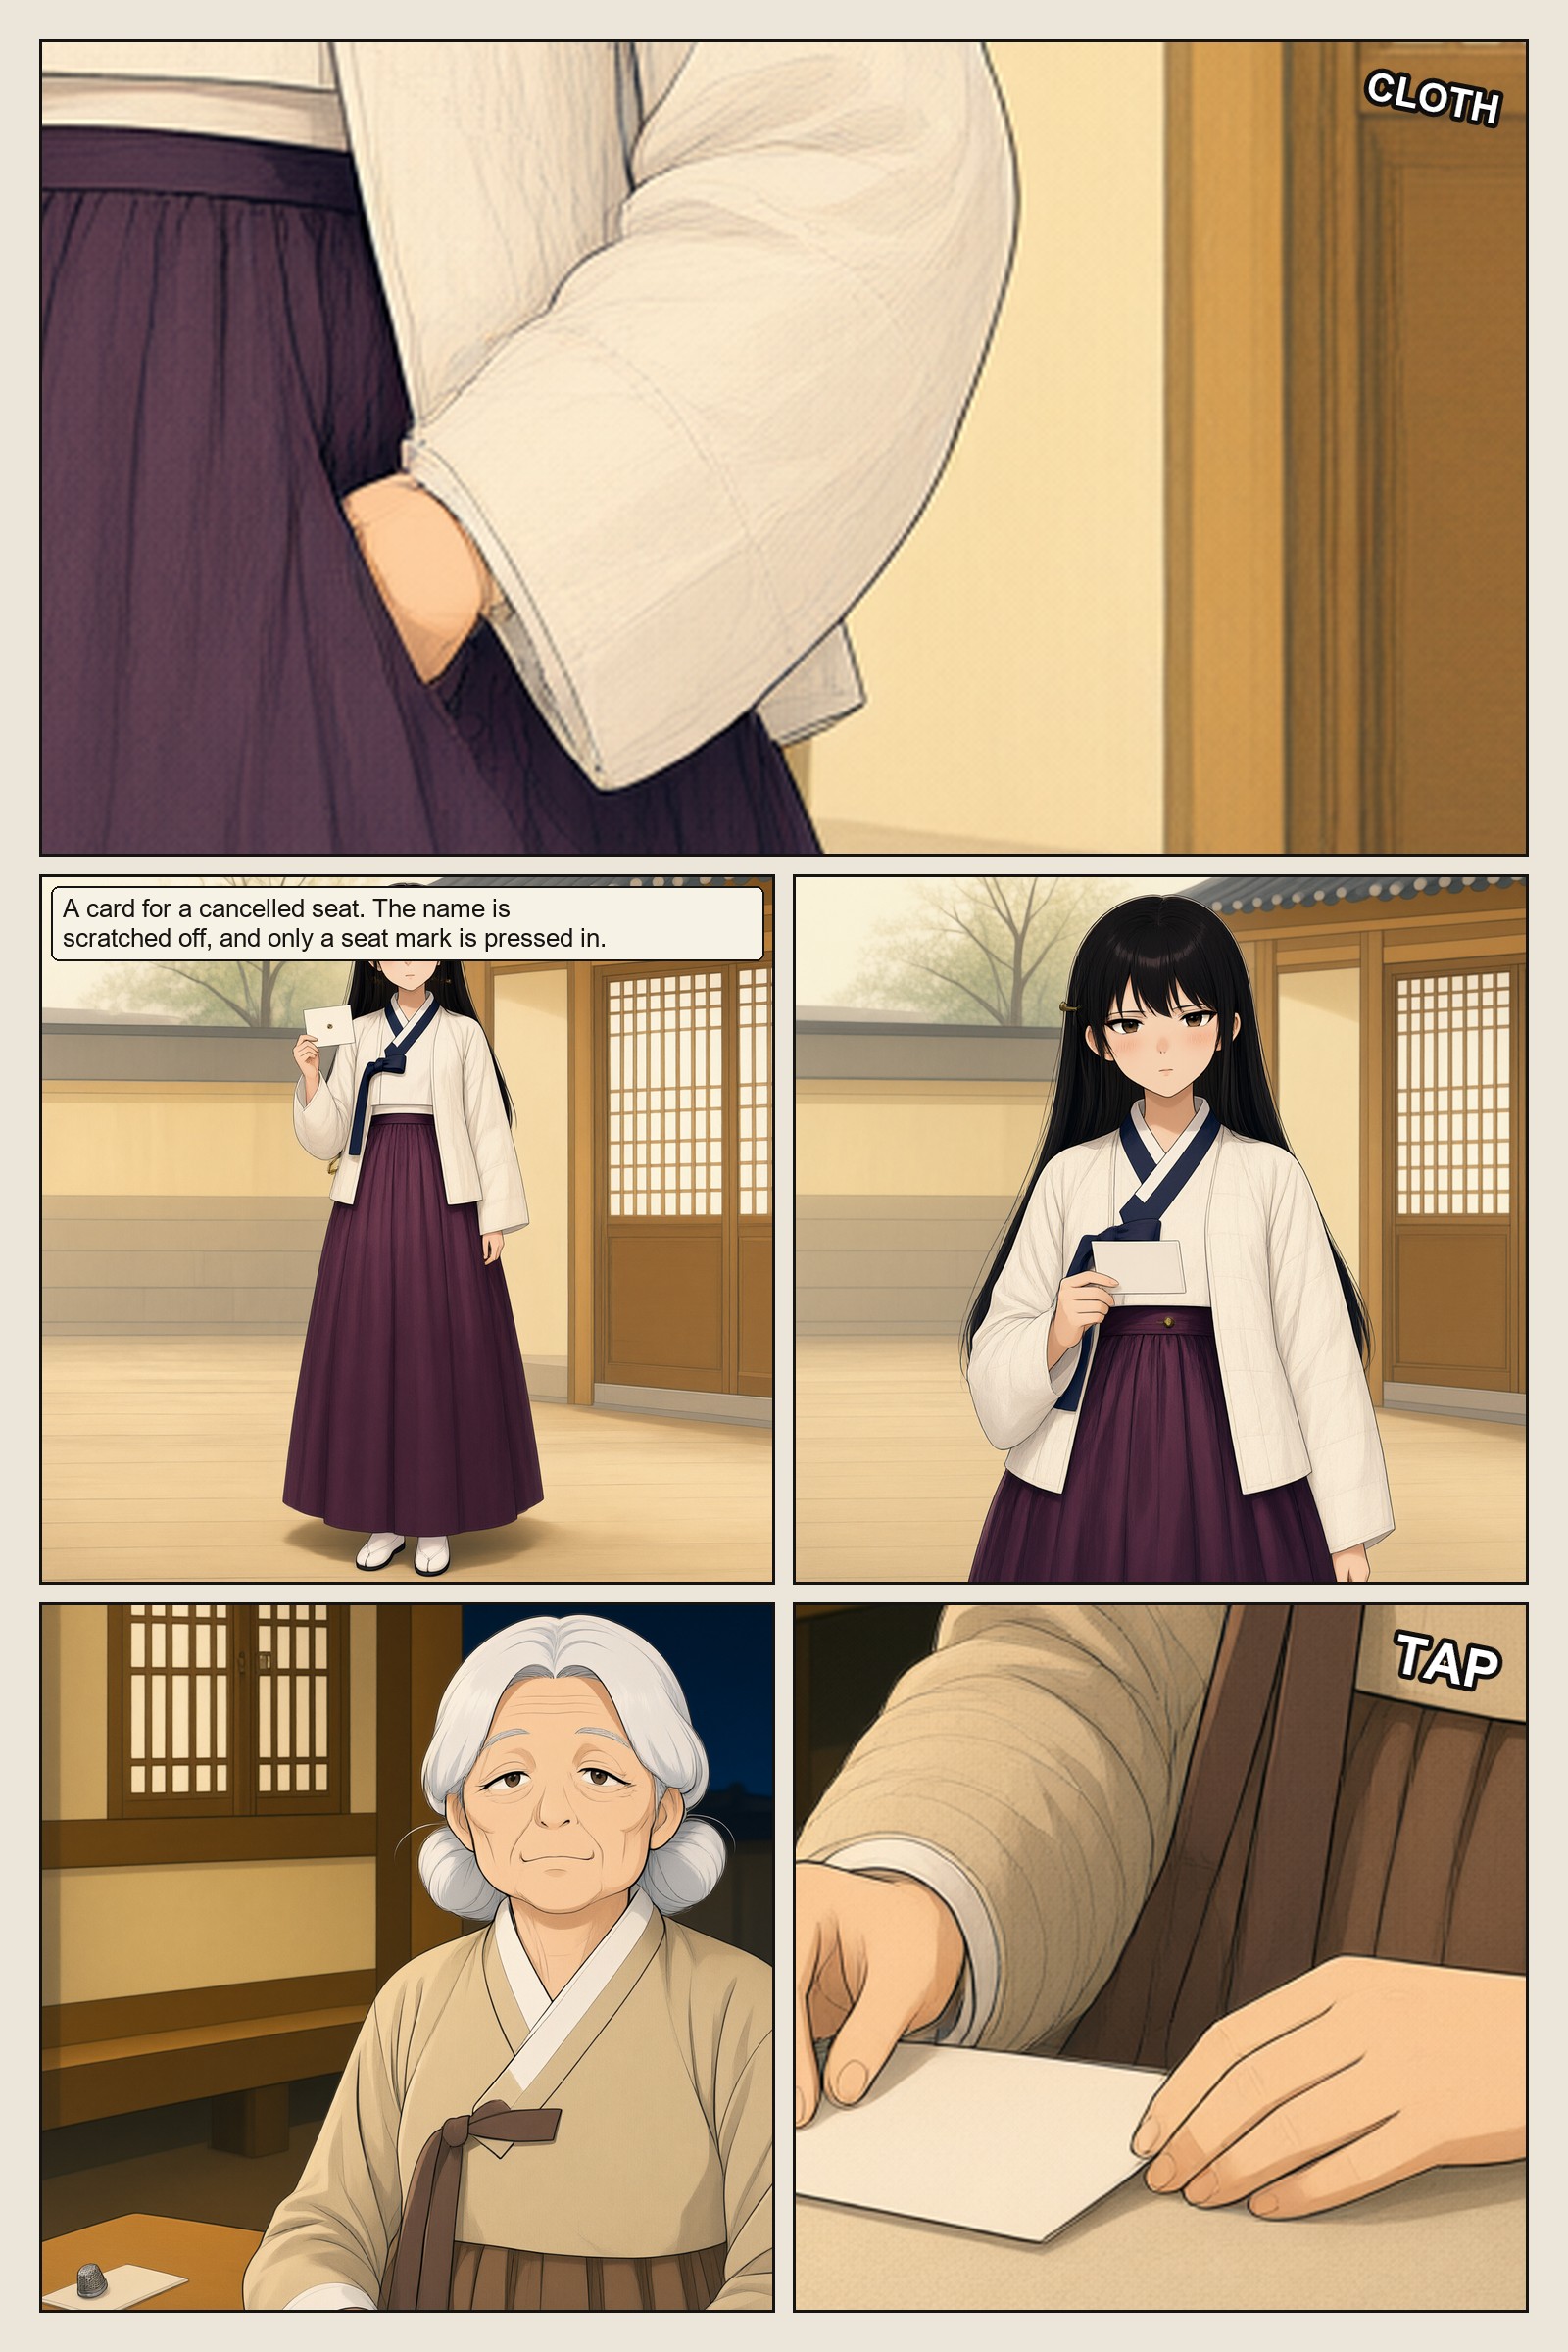 CLOTH
A card for a cancelled seat. The name is
scratched off, and only a seat mark is pressed in.
TAP